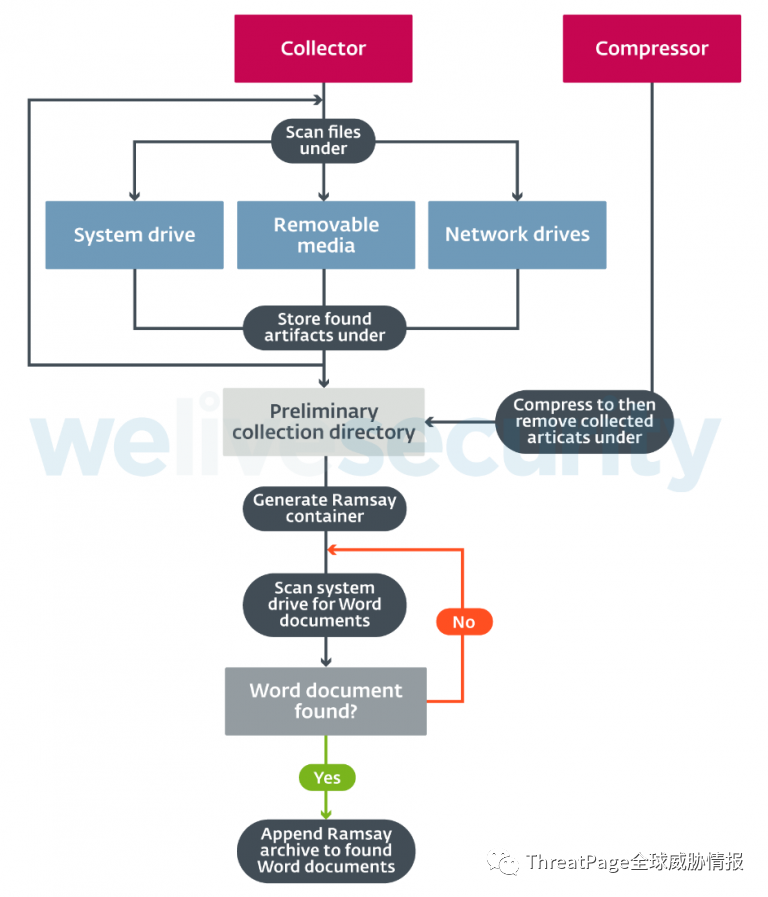 Collector
Compressor
Scan files
under
System drive
Removable
media
Network drives
Store found
artifacts under
Preliminary
collection directory
Compress to then
remove collected
articats under
welivesecurity
Generate Ramsay
container
Scan system
drive for Word
documents
No
Word document
found?
Yes
Append Ramsay
archive to found
Word documents
ThreatPage全球威胁情报